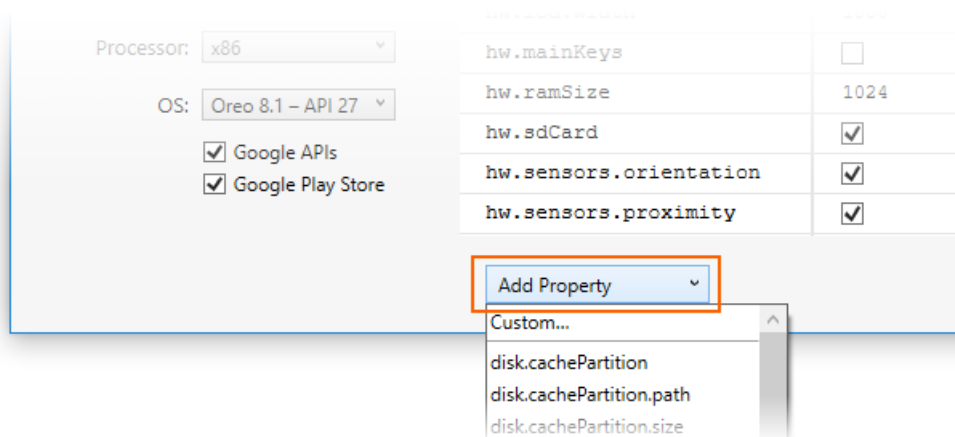 Processor: x86
OS: Oreo 8.1 – API 27
Google APIs
Google Play Store
hw.mainKeys
hw.ramSize 1024
hw.sdCard
hw.sensors.orientation
hw.sensors.proximity
Add Property
Custom...
disk.cachePartition
disk.cachePartition.path
disk.cachePartition.size